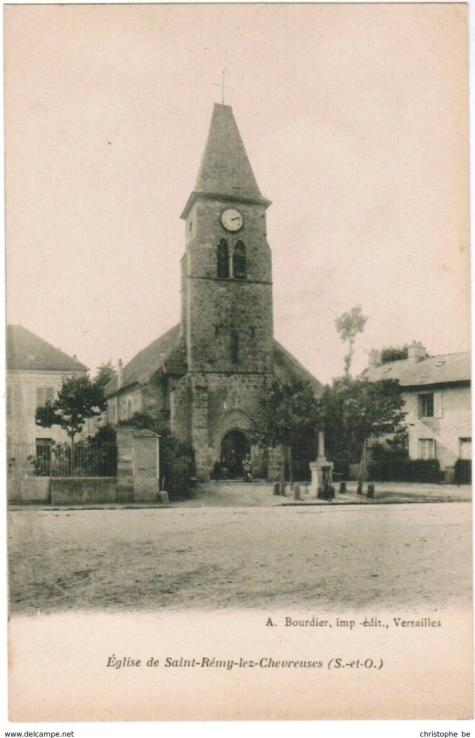 A. Bourdier, imp-édit., Versailles
Église de Saint-Rémy-lez-Chevreuses (S.-et-O.)
www.delcampe.net
christophe be